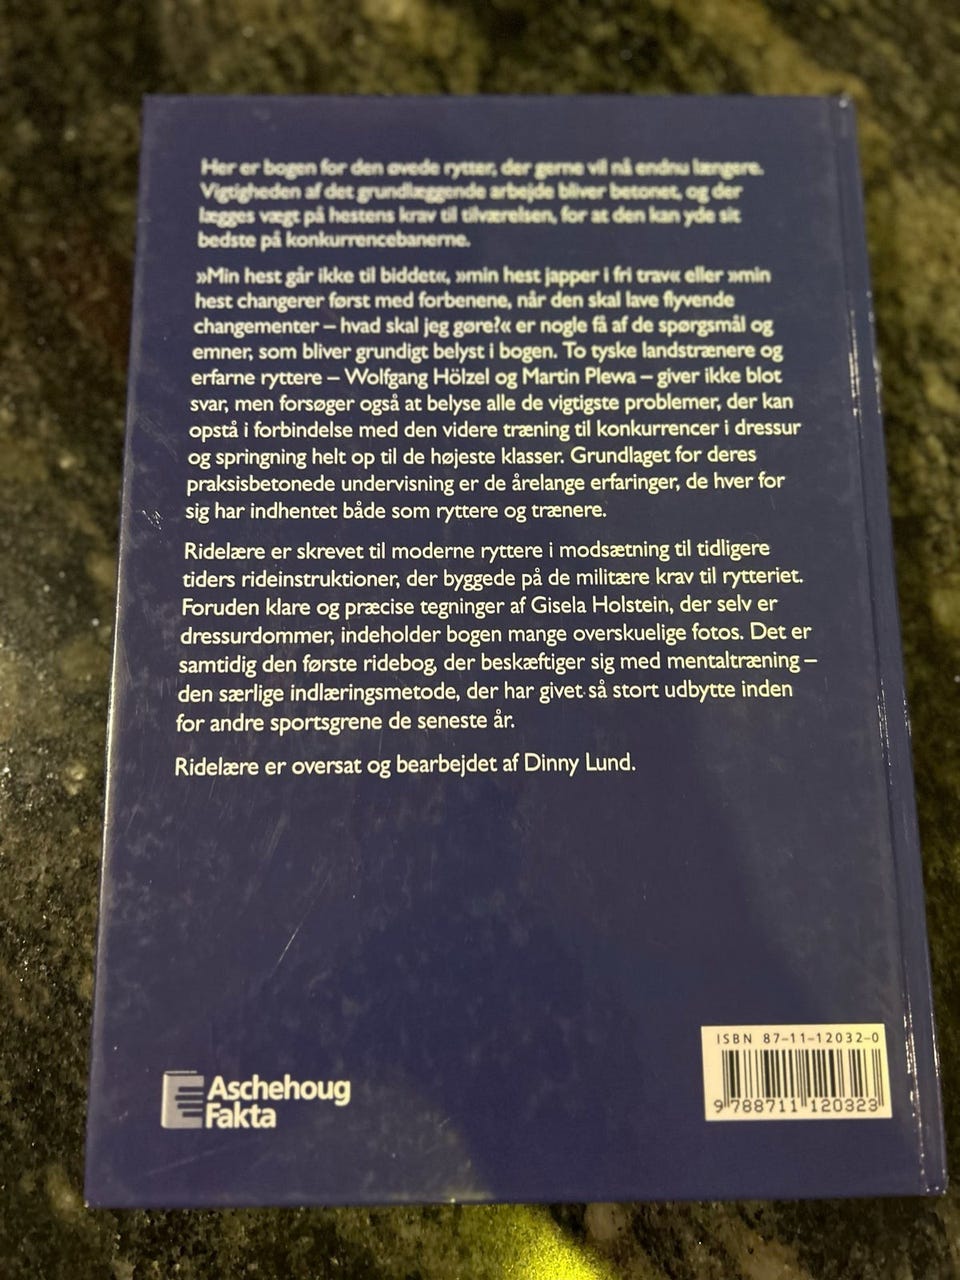 Her er bogen for den øvede rytter, der gerne vil nå endnu længere.
Vigtigheden af det grundlæggende arbejde bliver betonet, og der
lægges vægt på hestens krav til tilværelsen, for at den kan yde sit
bedste på konkurrencebanerne.
»Min hest går ikke til biddet«, »min hest japper i fri trav« eller »min
hest changerer først med forbenene, når den skal lave flyvende
changementer – hvad skal jeg gøre?« er nogle få af de spørgsmål og
emner, som bliver grundigt belyst i bogen. To tyske landstrænere og
erfarne ryttere – Wolfgang Hölzel og Martin Plewa – giver ikke blot
svar, men forsøger også at belyse alle de vigtigste problemer, der kan
opstå i forbindelse med den videre træning til konkurrencer i dressur
og springning helt op til de højeste klasser. Grundlaget for deres
praksisbetonede undervisning er de årelange erfaringer, de hver for
sig har indhentet både som ryttere og trænere.
Ridelære er skrevet til moderne ryttere i modsætning til tidligere
tiders rideinstruktioner, der byggede på de militære krav til rytteriet.
Foruden klare og præcise tegninger af Gisela Holstein, der selv er
dressurdommer, indeholder bogen mange overskuelige fotos. Det er
samtidig den første ridebog, der beskæftiger sig med mentaltræning –
den særlige indlæringsmetode, der har givet så stort udbytte inden
for andre sportsgrene de seneste år.
Ridelære er oversat og bearbejdet af Dinny Lund.
ISBN 87-11-12032-0
9 788711 120323
Aschehoug
Fakta